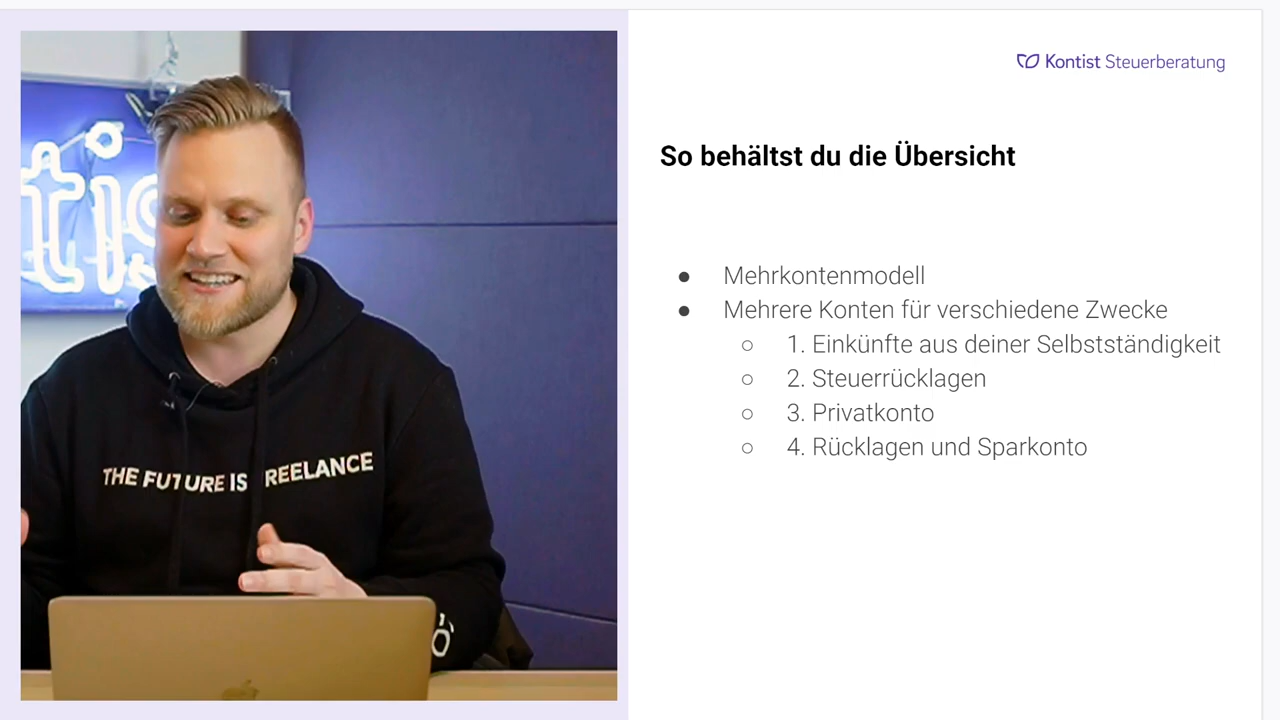 tis
THE FUTURE IS REELANCE
Kontist Steuerberatung
So behältst du die Übersicht
● Mehrkontenmodell
● Mehrere Konten für verschiedene Zwecke
○ 1. Einkünfte aus deiner Selbstständigkeit
○ 2. Steuerrücklagen
○ 3. Privatkonto
○ 4. Rücklagen und Sparkonto